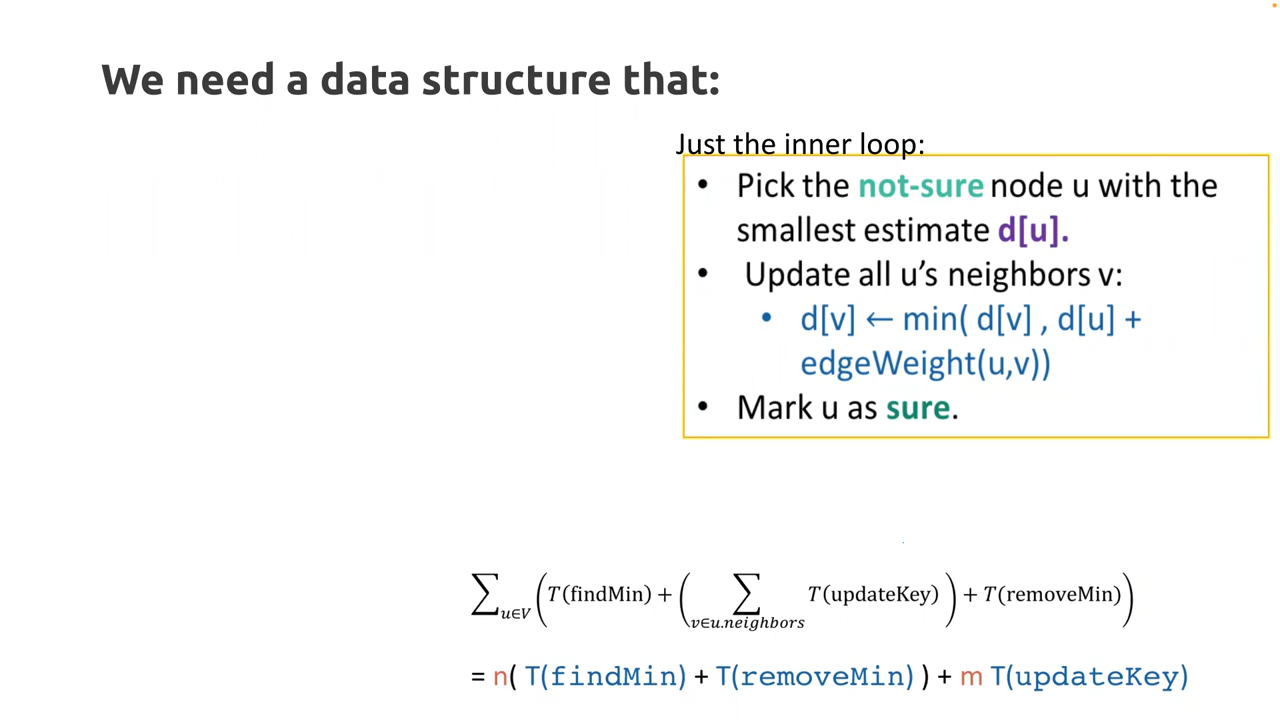 We need a data structure that:
Just the inner loop:
• Pick the not-sure node u with the
smallest estimate d[u].
• Update all u’s neighbors v:
• d[v] ← min( d[v] , d[u] +
edgeWeight(u,v))
• Mark u as sure.
∑_{u∈V} ( T(findMin) + ( ∑_{v∈u.neighbors} T(updateKey) ) + T(removeMin) )
= n( T(findMin) + T(removeMin) ) + m T(updateKey)